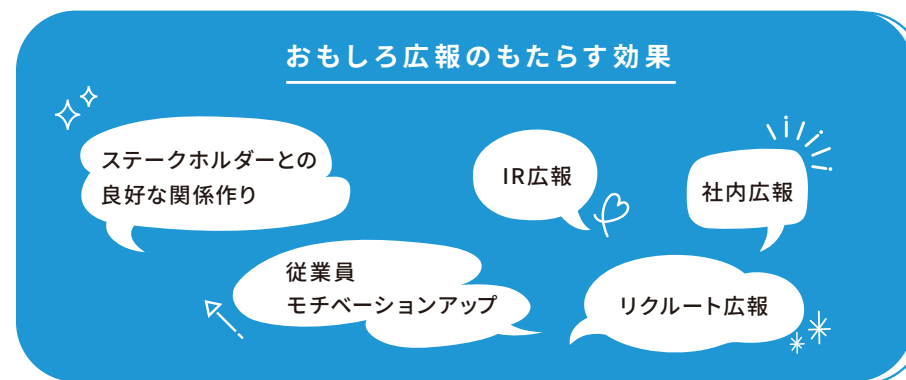 おもしろ広報のもたらす効果
ステークホルダーとの
良好な関係作り
IR広報
社内広報
従業員
モチベーションアップ
リクルート広報